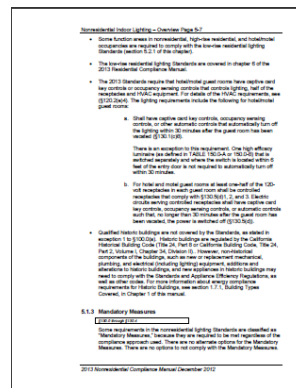 Nonresidential Indoor Lighting – Overview Page 5-7
• Some function areas in nonresidential, high-rise residential, and hotel/motel
occupancies are required to comply with the low-rise residential lighting
Standards (section 5.2.1 of this chapter).
• The low-rise residential lighting Standards are covered in chapter 6 of the
2013 Residential Compliance Manual.
• The 2013 Standards require that hotel/motel guest rooms have captive card
key controls or occupancy sensing controls that controls lighting, half of the
receptacles and HVAC equipment. For details of the HVAC requirements, see
(§120.2(e)4). The lighting requirements include the following for hotel/motel
guest rooms:
a. Shall have captive card key controls, occupancy sensing
controls, or other automatic controls that automatically turn off
the lighting within 30 minutes after the guest room has been
vacated (§130.1(c)8).
There is an exception to this requirement. One high efficacy
luminaire (as defined in TABLE 150.0-A or 150.0-B) that is
switched separately and where the switch is located within 6
feet of the entry door is not required to automatically turn off
within 30 minutes.
b. For hotel and motel guest rooms at least one-half of the 120-
volt receptacles in each guest room shall be controlled
receptacles that comply with §130.5(d)1, 2, and 3. Electric
circuits serving controlled receptacles shall have captive card
key controls, occupancy sensing controls, or automatic controls
such that, no longer than 30 minutes after the guest room has
been vacated, the power is switched off (§130.5(d)).
• Qualified historic buildings are not covered by the Standards, as stated in
exception 1 to §100.0(a). Historic buildings are regulated by the California
Historical Building Code (Title 24, Part 8 or California Building Code, Title 24,
Part 2, Volume I, Chapter 34, Division II). However, non-historical
components of the buildings, such as new or replacement mechanical,
plumbing, and electrical (including lighting) equipment, additions and
alterations to historic buildings, and new appliances in historic buildings may
need to comply with the Standards and Appliance Efficiency Regulations, as
well as other codes. For more information about energy compliance
requirements for Historic Buildings, see section 1.7.1, Building Types
Covered, in Chapter 1 of this manual.
5.1.3 Mandatory Measures
Some requirements in the nonresidential lighting Standards are classified as
"Mandatory Measures," because they are required to be met regardless of the
compliance approach used. There are no alternate options for the Mandatory
Measures. There are no options to not comply with the Mandatory Measures.
2013 Nonresidential Compliance Manual December 2012